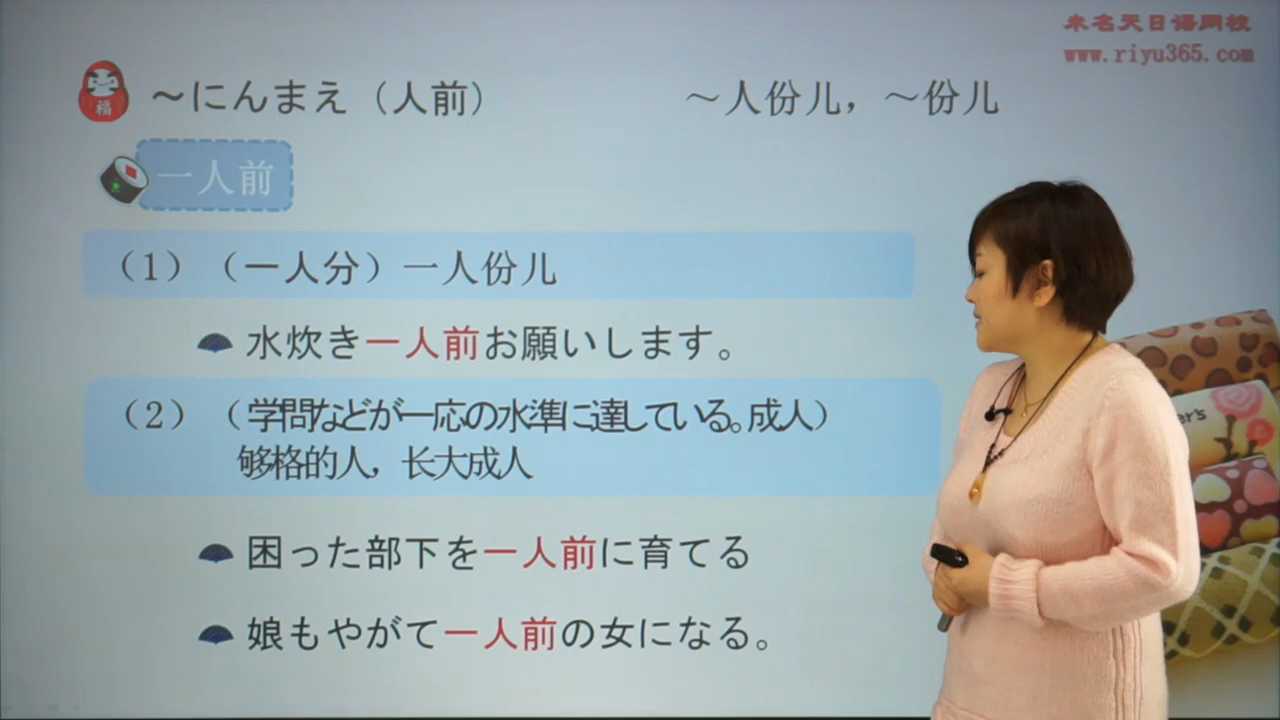 未名天日语网校
www.riyu365.com
～にんまえ（人前）　～人份儿，～份儿
福
一人前
（1）（一人分）一人份儿
水炊き一人前お願いします。
（2）（学問などが一応の水準に達している。成人）
够格的人，长大成人
er's
困った部下を一人前に育てる
娘もやがて一人前の女になる。